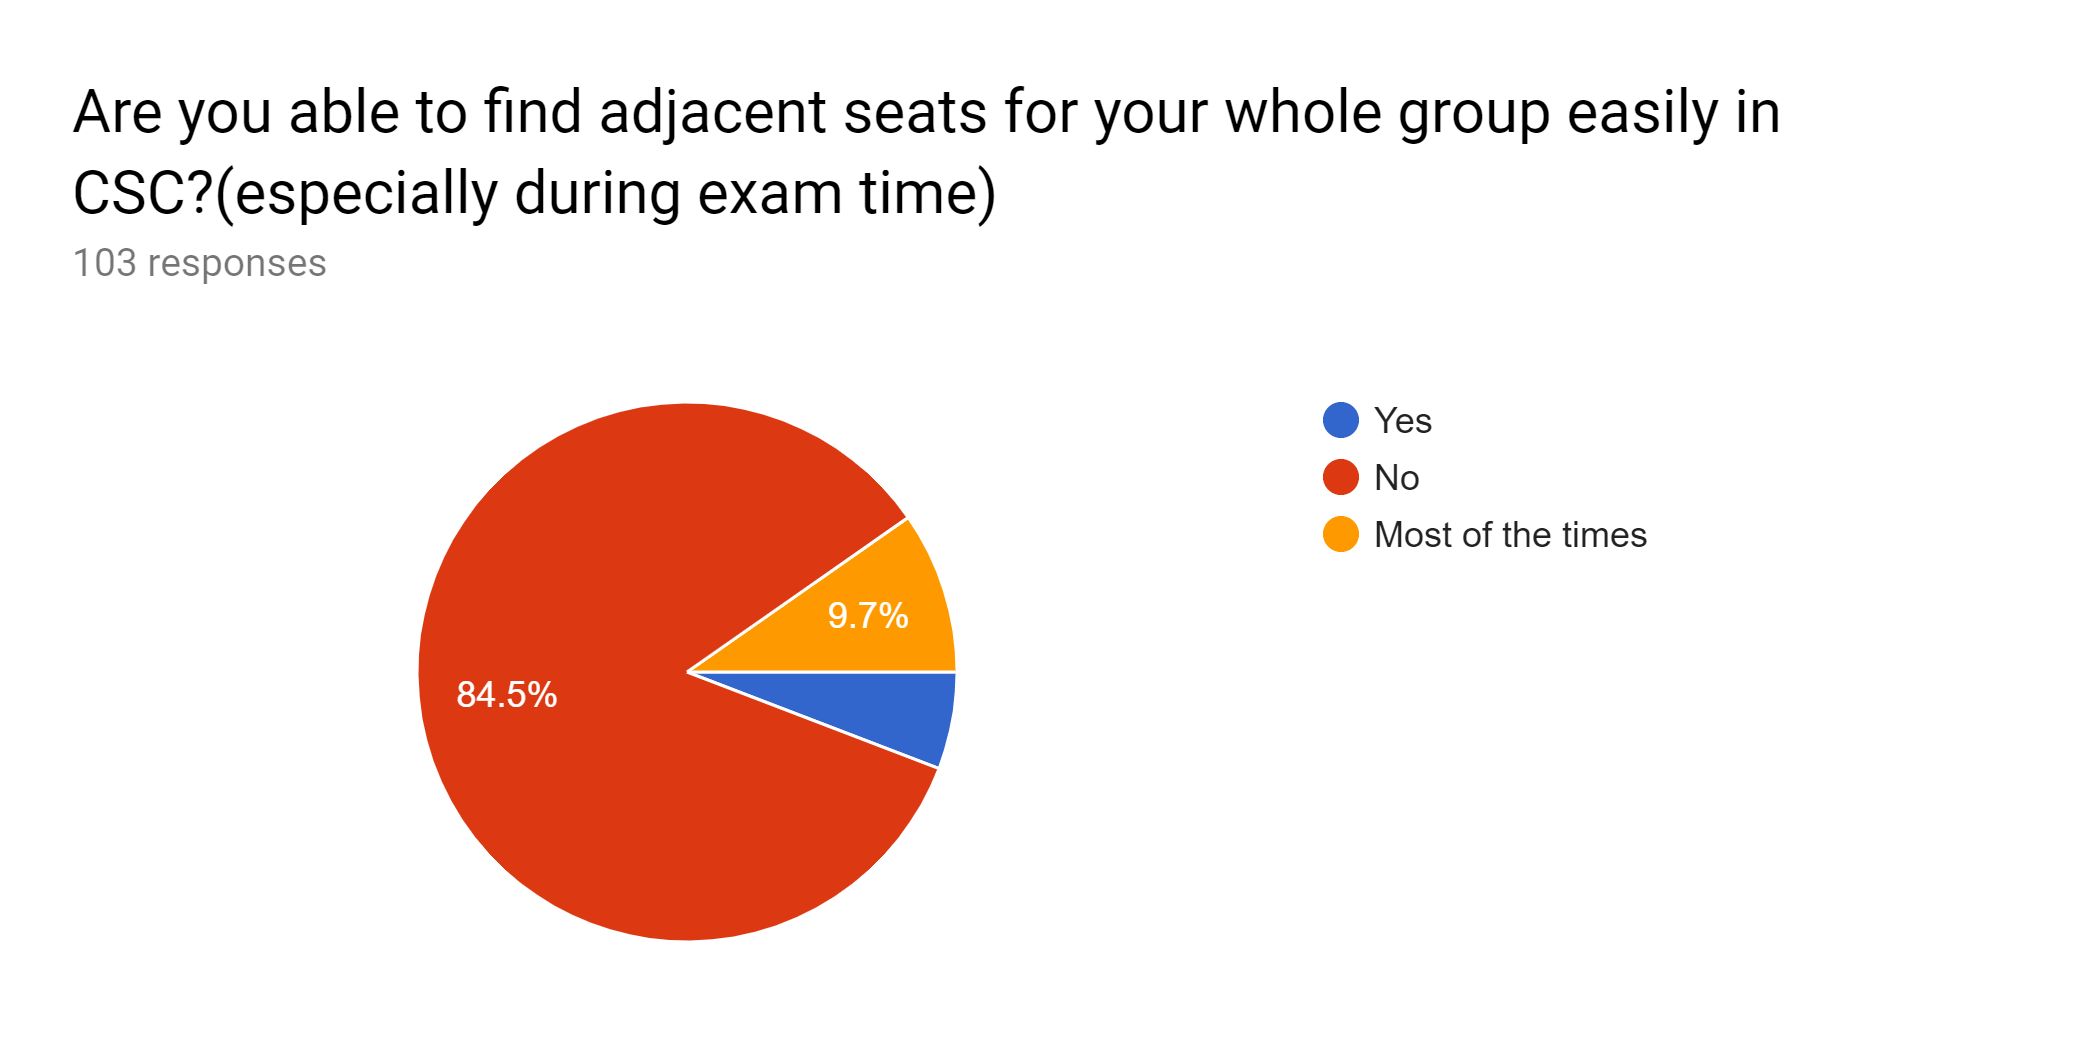 Are you able to find adjacent seats for your whole group easily in
CSC?(especially during exam time)
103 responses
Yes
No
Most of the times
9.7%
84.5%